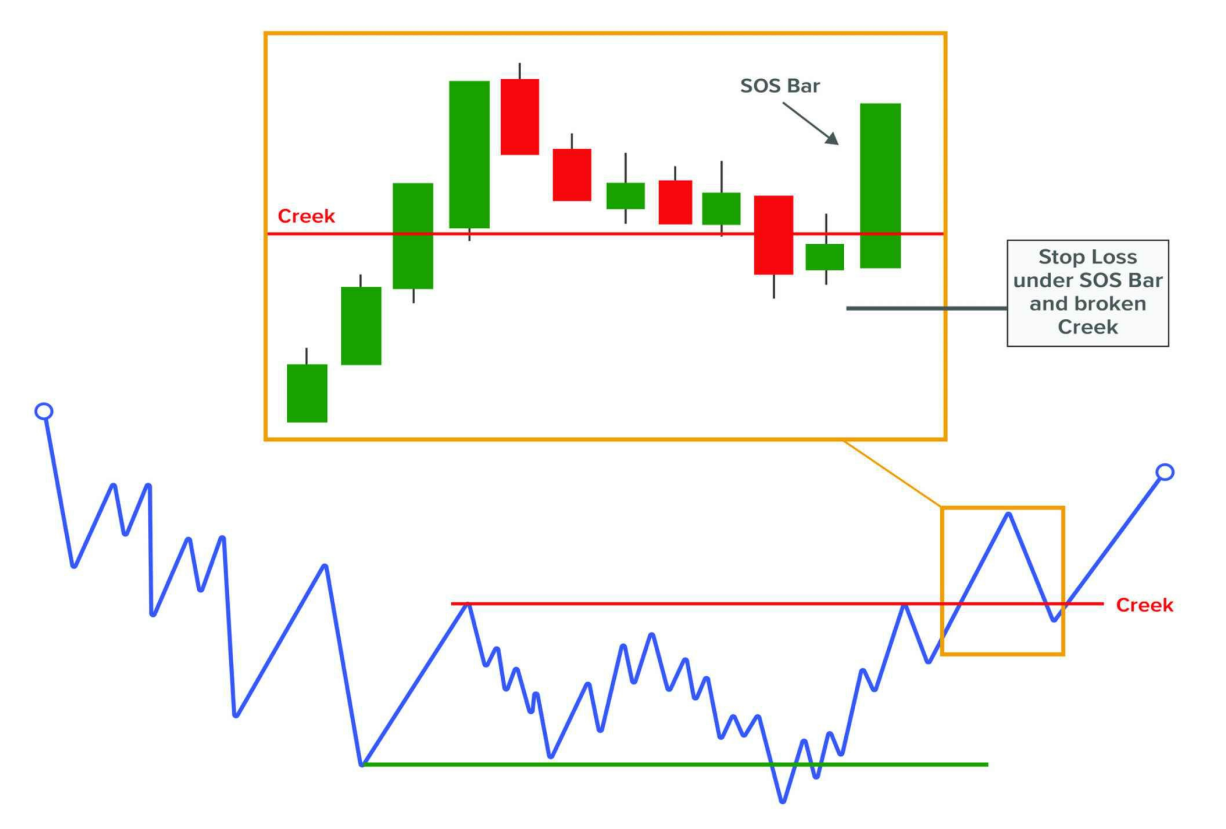 SOS Bar
Creek
Stop Loss
under SOS Bar
and broken
Creek
Creek